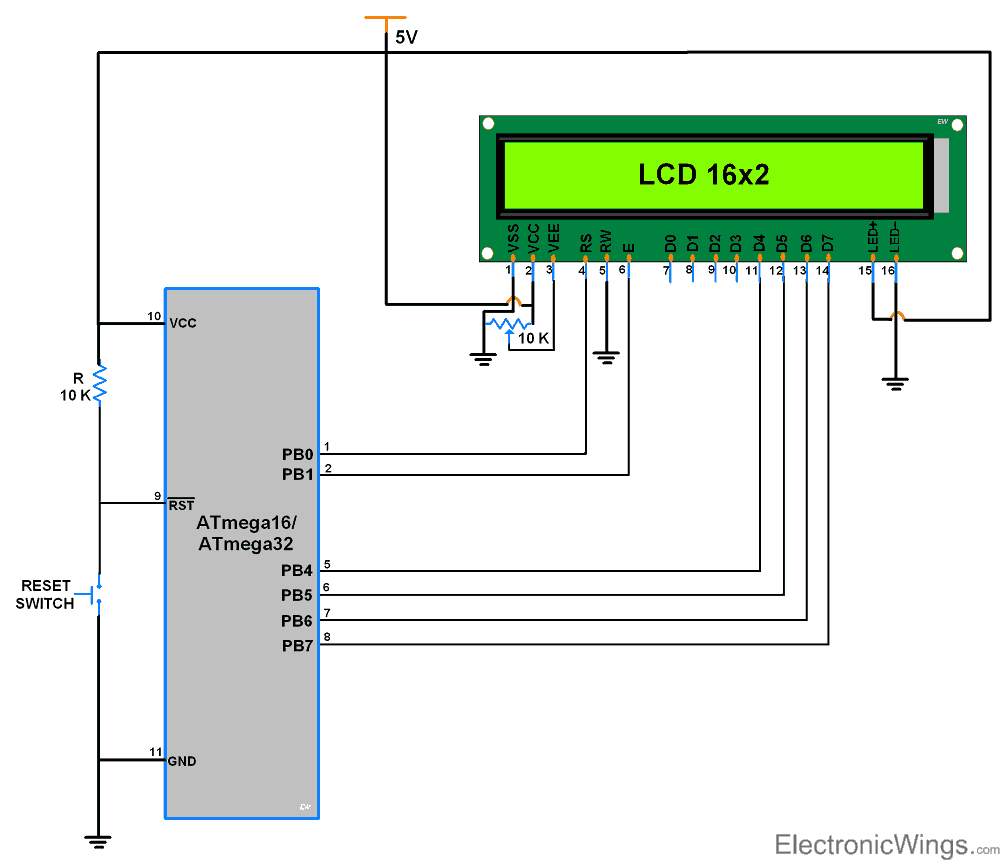 5V
EW
LCD 16x2
VSS VCC VEE RS RW E D0 D1 D2 D3 D4 D5 D6 D7 LED+ LED-
1 2 3 4 5 6 7 8 9 10 11 12 13 14 15 16
10 K
10 VCC
R
10 K
PB0 1
PB1 2
9 RST
ATmega16/
ATmega32
PB4 5
RESET
SWITCH
PB5 6
PB6 7
PB7 8
11 GND
EW
ElectronicWings.com